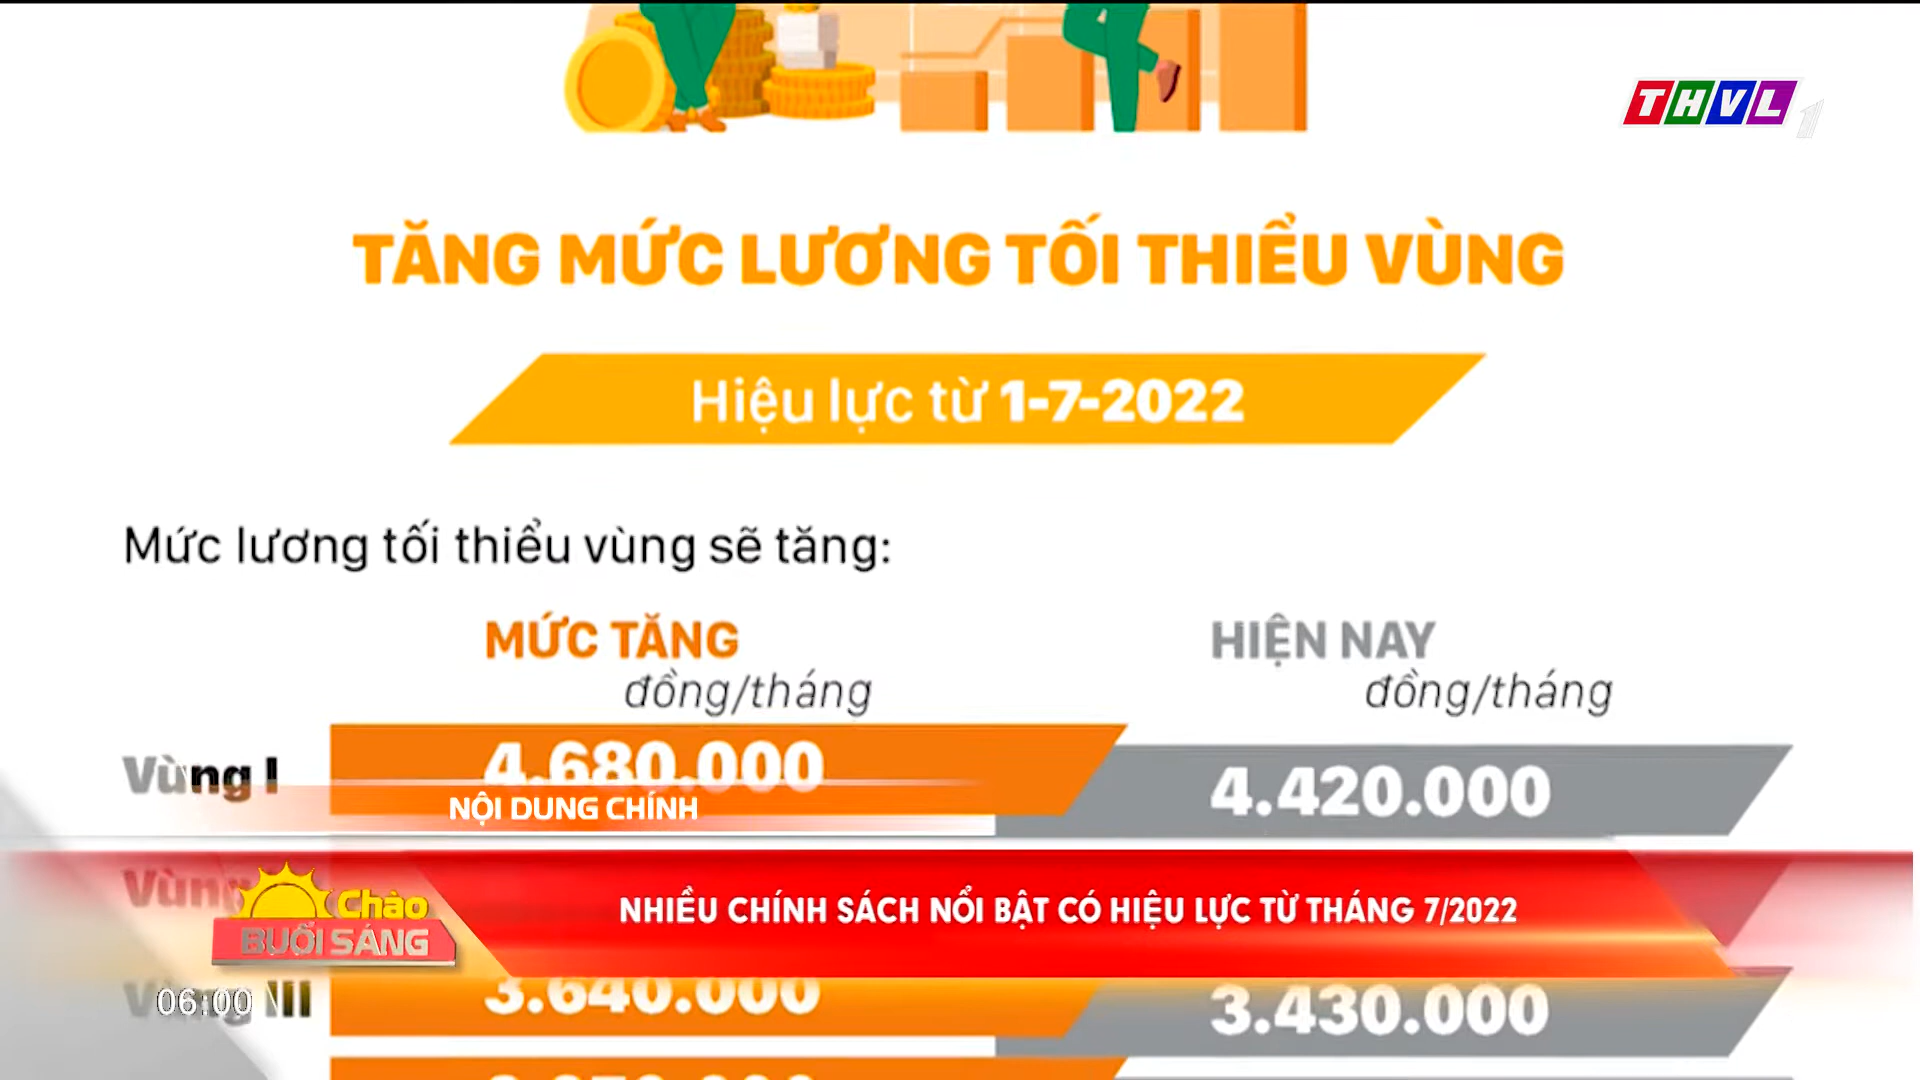 THVL1
TĂNG MỨC LƯƠNG TỐI THIỂU VÙNG
Hiệu lực từ 1-7-2022
Mức lương tối thiểu vùng sẽ tăng:
MỨC TĂNG HIỆN NAY
đồng/tháng đồng/tháng
Vùng I 4.680.000 4.420.000
NỘI DUNG CHÍNH
Vùng
Chào
BUỔI SÁNG
NHIỀU CHÍNH SÁCH NỔI BẬT CÓ HIỆU LỰC TỪ THÁNG 7/2022
Vùng III 3.640.000 3.430.000
06:00